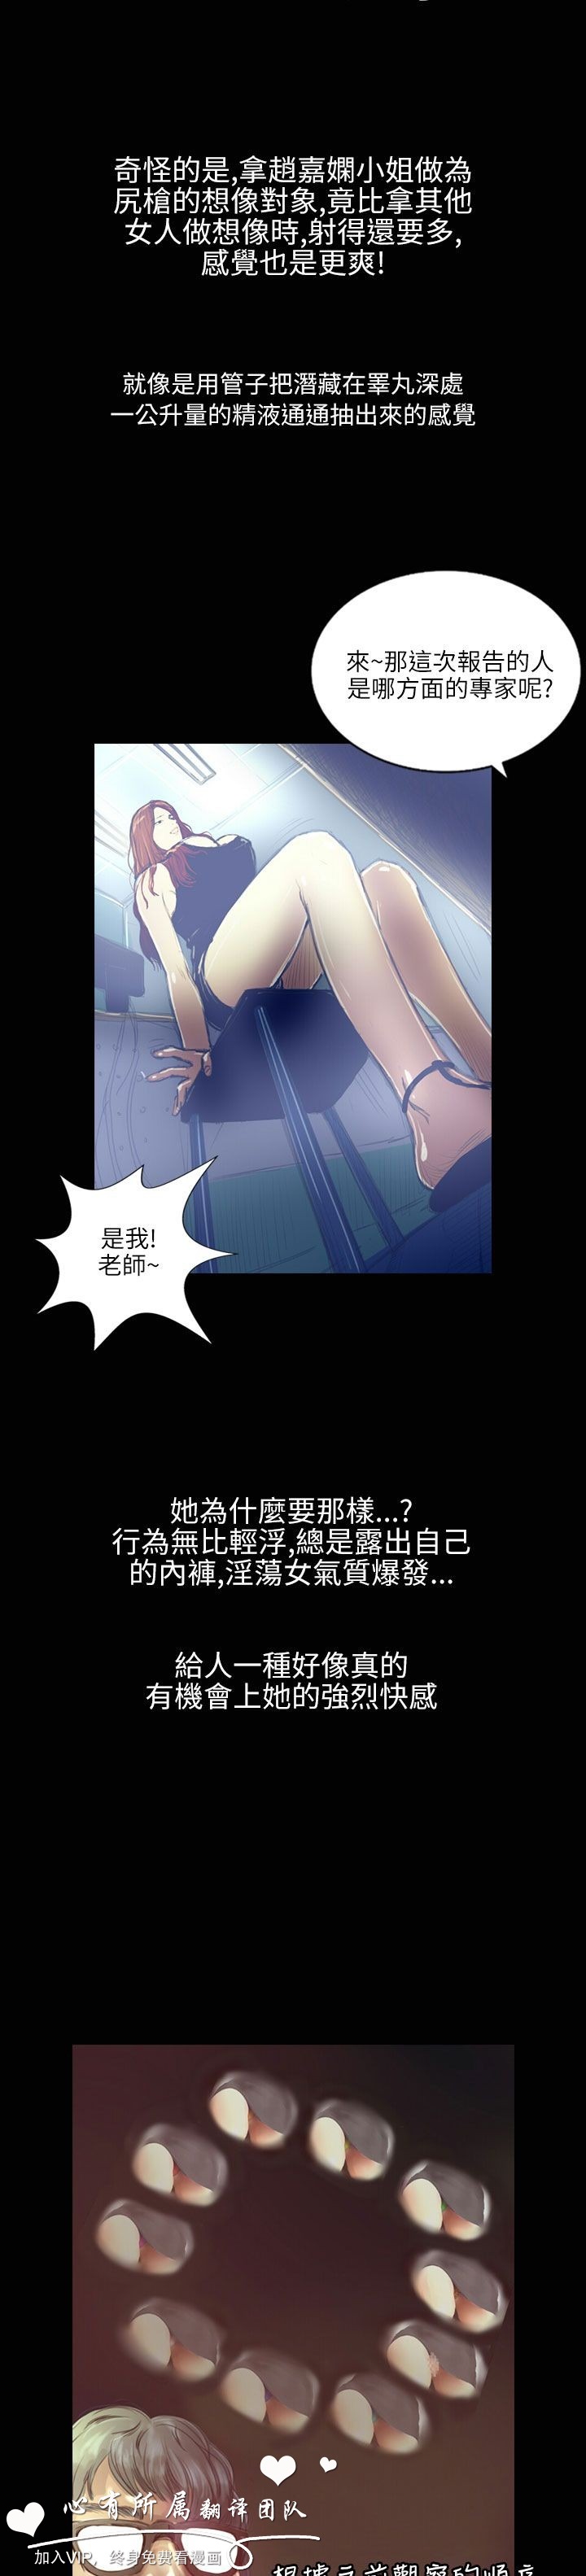 奇怪的是,拿趙嘉嫻小姐做為
尻槍的想像對象,竟比拿其他
女人做想像時,射得還要多,
感覺也是更爽!
就像是用管子把潛藏在睪丸深處
一公升量的精液通通抽出來的感覺
來~那這次報告的人
是哪方面的專家呢?
是我!
老師~
她為什麼要那樣...?
行為無比輕浮,總是露出自己
的內褲,淫蕩女氣質爆發...
給人一種好像真的
有機會上她的強烈快感
心有所属翻译团队
加入VIP，终身免费看漫画